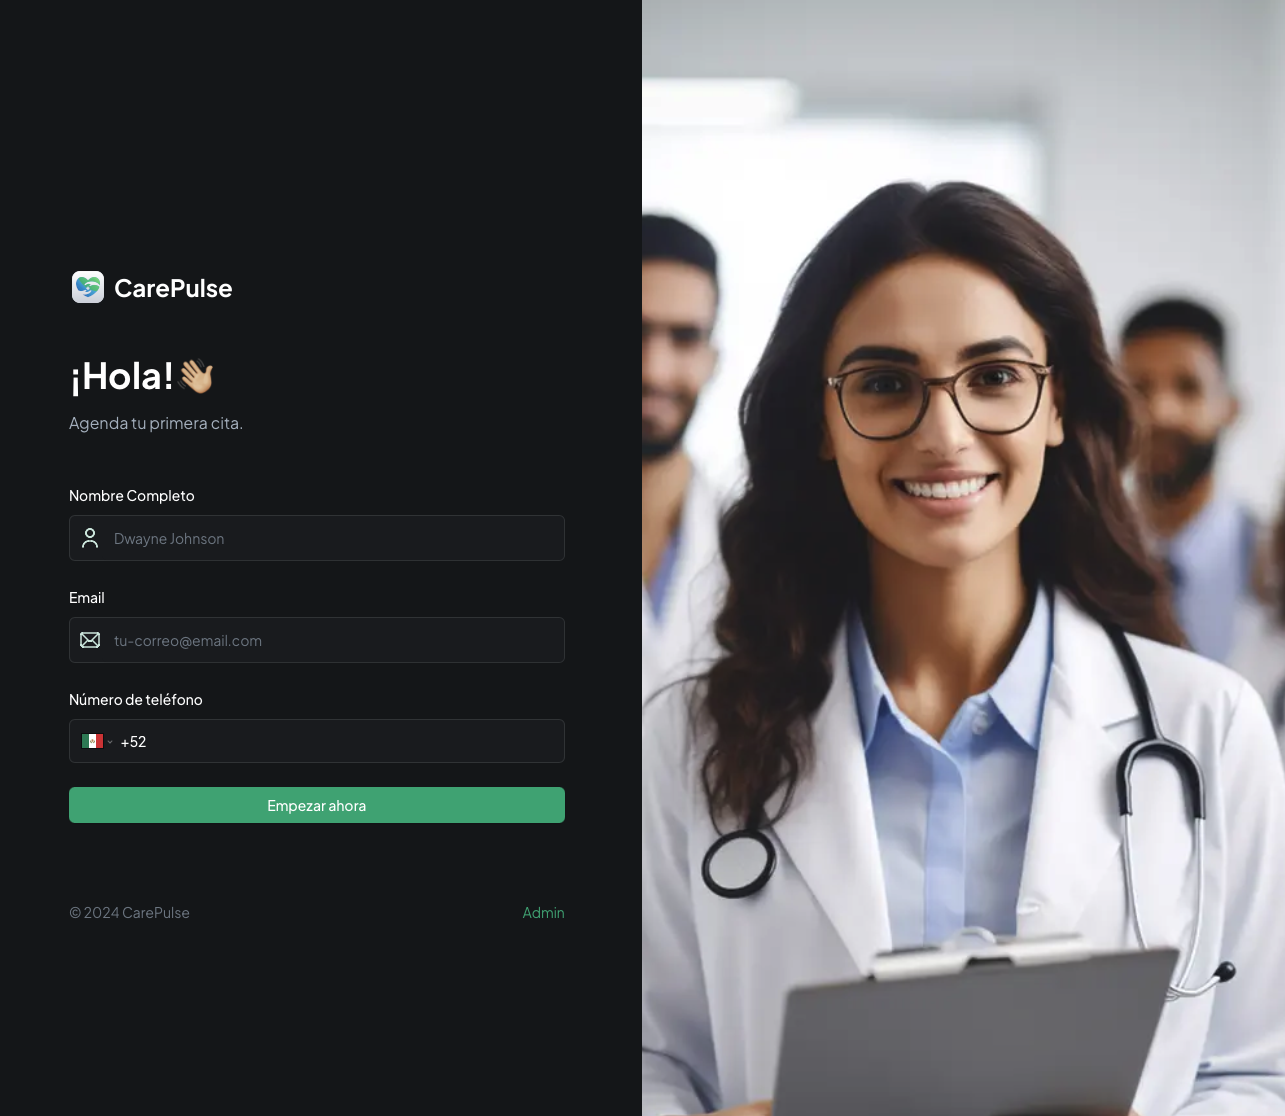 CarePulse
¡Hola!👋🏼
Agenda tu primera cita.
Nombre Completo
Dwayne Johnson
Email
tu-correo@email.com
Número de teléfono
+52
Empezar ahora
© 2024 CarePulse
Admin